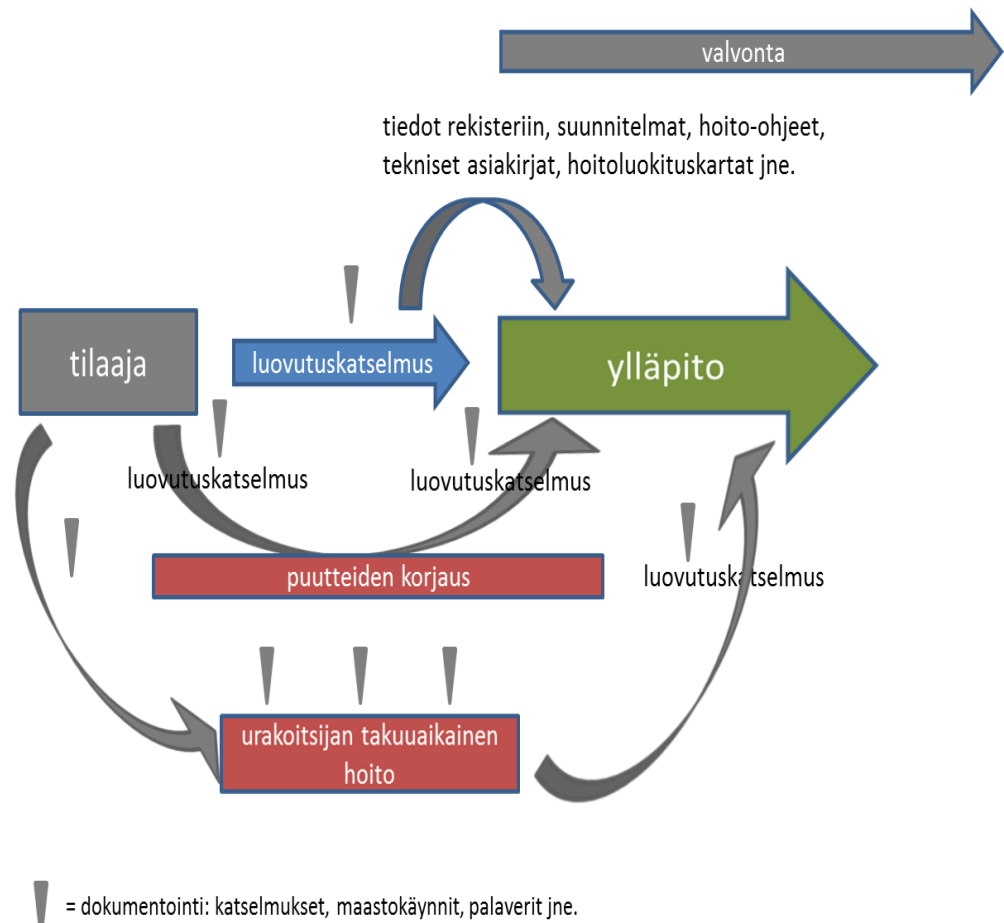 valvonta
tiedot rekisteriin, suunnitelmat, hoito-ohjeet,
tekniset asiakirjat, hoitoluokituskartat jne.
tilaaja
luovutuskatselmus
ylläpito
luovutuskatselmus
luovutuskatselmus
puutteiden korjaus
luovutuskatselmus
urakoitsijan takuuaikainen
hoito
= dokumentointi: katselmukset, maastokäynnit, palaverit jne.